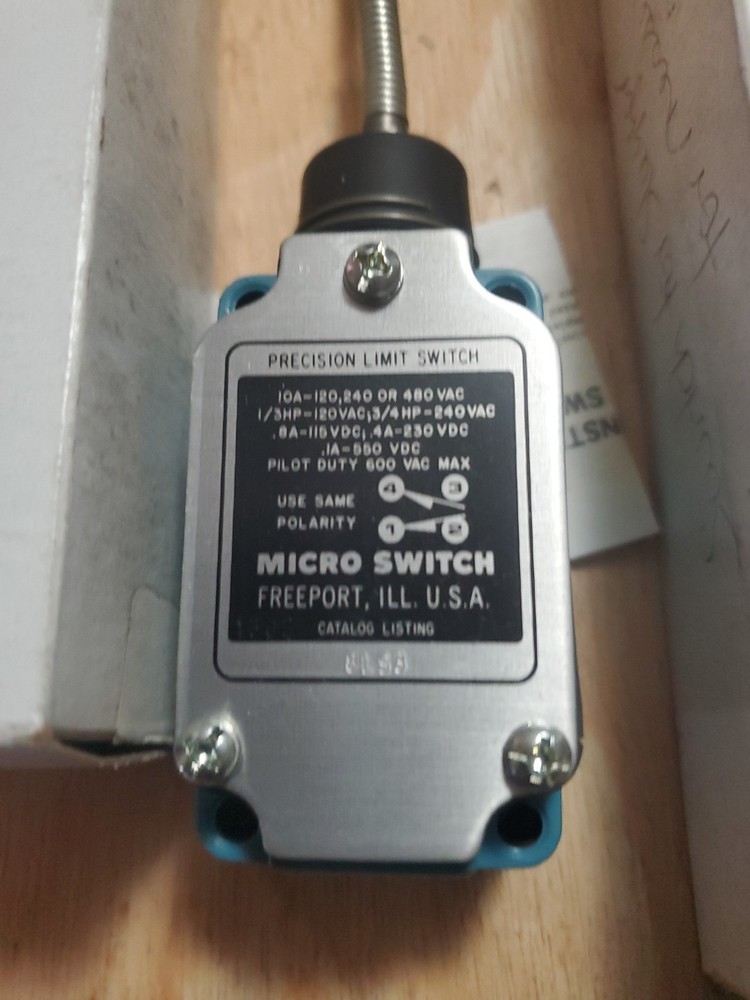 PRECISION LIMIT SWITCH
10A-120,240 OR 480 VAC
1/3HP-120VAC;3/4HP-240VAC
.8A-115VDC;.4A-230VDC
.1A-550 VDC
PILOT DUTY 600 VAC MAX
4 3
USE SAME
POLARITY
1 2
MICRO SWITCH
FREEPORT, ILL. U.S.A.
CATALOG LISTING